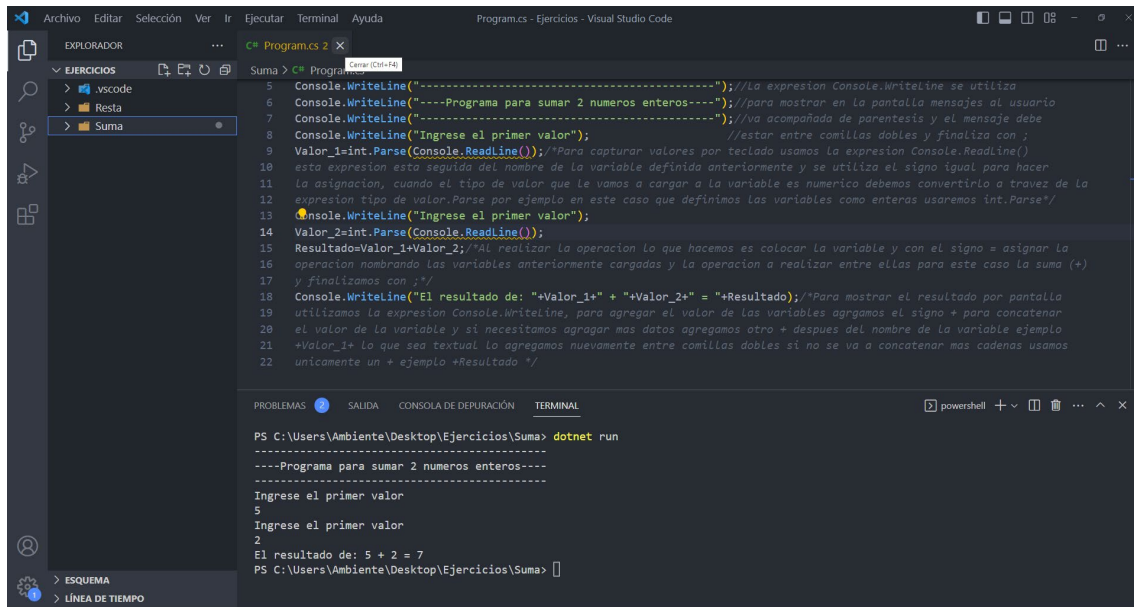 Archivo Editar Selección Ver Ir Ejecutar Terminal Ayuda
Program.cs - Ejercicios - Visual Studio Code
EXPLORADOR
EJERCICIOS
.vscode
Resta
Suma
C# Program.cs 2
Cerrar (Ctrl+F4)
Suma > C# Program.cs
5 Console.WriteLine("---------------------------------------------");//La expresion Console.WriteLine se utiliza
6 Console.WriteLine("----Programa para sumar 2 numeros enteros----");//para mostrar en la pantalla mensajes al usuario
7 Console.WriteLine("---------------------------------------------");//va acompañada de parentesis y el mensaje debe
8 Console.WriteLine("Ingrese el primer valor"); //estar entre comillas dobles y finaliza con ;
9 Valor_1=int.Parse(Console.ReadLine());/*Para capturar valores por teclado usamos la expresion Console.ReadLine()
10 esta expresion esta seguida del nombre de la variable definida anteriormente y se utiliza el signo igual para hacer
11 la asignacion, cuando el tipo de valor que le vamos a cargar a la variable es numerico debemos convertirlo a travez de la
12 expresion tipo de valor.Parse por ejemplo en este caso que definimos las variables como enteras usaremos int.Parse*/
13 Console.WriteLine("Ingrese el primer valor");
14 Valor_2=int.Parse(Console.ReadLine());
15 Resultado=Valor_1+Valor_2;/*Al realizar la operacion lo que hacemos es colocar la variable y con el signo = asignar la
16 operacion nombrando las variables anteriormente cargadas y la operacion a realizar entre ellas para este caso la suma (+)
17 y finalizamos con ;*/
18 Console.WriteLine("El resultado de: "+Valor_1+" + "+Valor_2+" = "+Resultado);/*Para mostrar el resultado por pantalla
19 utilizamos la expresion Console.WriteLine, para agregar el valor de las variables agrgamos el signo + para concatenar
20 el valor de la variable y si necesitamos agragar mas datos agregamos otro + despues del nombre de la variable ejemplo
21 +Valor_1+ lo que sea textual lo agregamos nuevamente entre comillas dobles si no se va a concatenar mas cadenas usamos
22 unicamente un + ejemplo +Resultado */
PROBLEMAS 2 SALIDA CONSOLA DE DEPURACIÓN TERMINAL
powershell
PS C:\Users\Ambiente\Desktop\Ejercicios\Suma> dotnet run
---------------------------------------------
----Programa para sumar 2 numeros enteros----
---------------------------------------------
Ingrese el primer valor
5
Ingrese el primer valor
2
El resultado de: 5 + 2 = 7
PS C:\Users\Ambiente\Desktop\Ejercicios\Suma>
ESQUEMA
1
LÍNEA DE TIEMPO